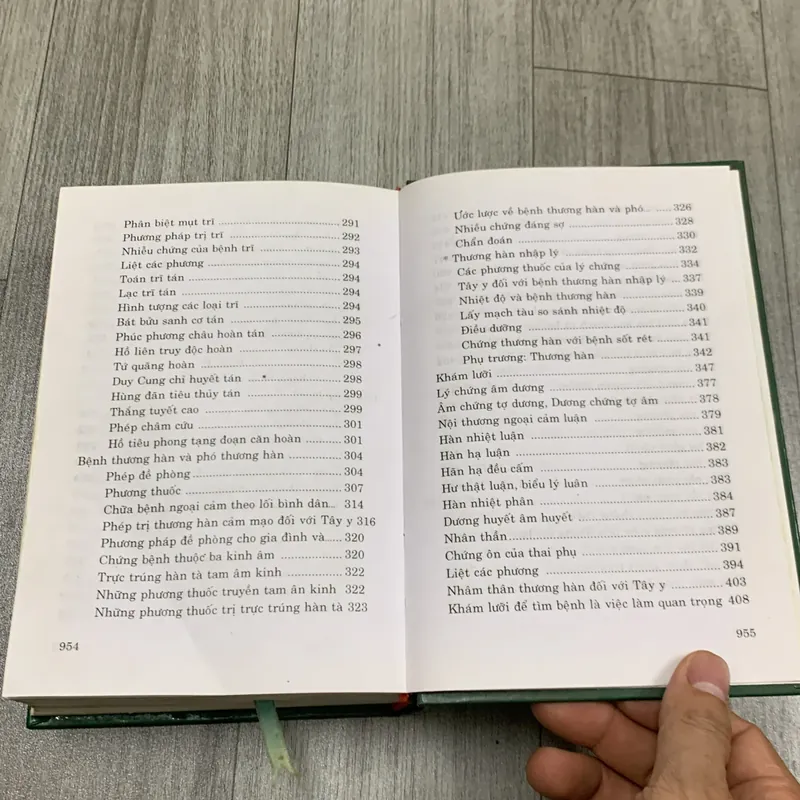 Phân biệt mụt trĩ ........ 291
Phương pháp trị trĩ ........ 292
Nhiều chứng của bệnh trĩ ........ 293
Liệt các phương ........ 294
Toán trĩ tán ........ 294
Lạc trĩ tán ........ 294
Hình tượng các loại trĩ ........ 294
Bát bửu sanh cơ tán ........ 295
Phúc phương châu hoàn tán ........ 296
Hồ liên truy độc hoàn ........ 297
Tứ quăng hoàn ........ 298
Duy Cung chỉ huyết tán ........ 298
Hùng đãn tiêu thủy tán ........ 299
Thắng tuyết cao ........ 299
Phép châm cứu ........ 301
Hồ tiêu phong tạng đoạn căn hoàn ........ 301
Bệnh thương hàn và phó thương hàn ........ 304
Phép đề phòng ........ 304
Phương thuốc ........ 307
Chữa bệnh ngoại cảm theo lối bình dân... 314
Phép trị thương hàn cảm mạo đối với Tây y 316
Phương pháp đề phòng cho gia đình và...... 320
Chứng bệnh thuộc ba kinh âm ........ 320
Trực trúng hàn tà tam âm kinh ........ 322
Những phương thuốc truyền tam ân kinh 322
Những phương thuốc trị trực trúng hàn tà 323
954
Ước lược về bệnh thương hàn và phó... ..... 326
Nhiều chứng đáng sợ ........ 328
Chẩn đoán ........ 330
* Thương hàn nhập lý ........ 332
Các phương thuốc của lý chứng ........ 334
Tây y đối với bệnh thương hàn nhập lý ... 337
Nhiệt độ và bệnh thương hàn ........ 339
Lấy mạch tàu so sánh nhiệt độ ........ 340
Điều dưỡng ........ 341
Chứng thương hàn với bệnh sốt rét ........ 341
Phụ trương: Thương hàn ........ 342
Khám lưỡi ........ 347
Lý chứng âm dương ........ 377
Âm chứng tợ dương, Dương chứng tợ âm ..... 378
Nội thương ngoại cảm luận ........ 379
Hàn nhiệt luận ........ 381
Hàn hạ luận ........ 382
Hãn hạ đều cấm ........ 383
Hư thật luận, biểu lý luân ........ 383
Hàn nhiệt phân ........ 384
Dương huyết âm huyết ........ 387
Nhân thần ........ 389
Chứng ôn của thai phụ ........ 391
Liệt các phương ........ 394
Nhâm thân thương hàn đối với Tây y ........ 403
Khám lưỡi để tìm bệnh là việc làm quan trọng 408
955